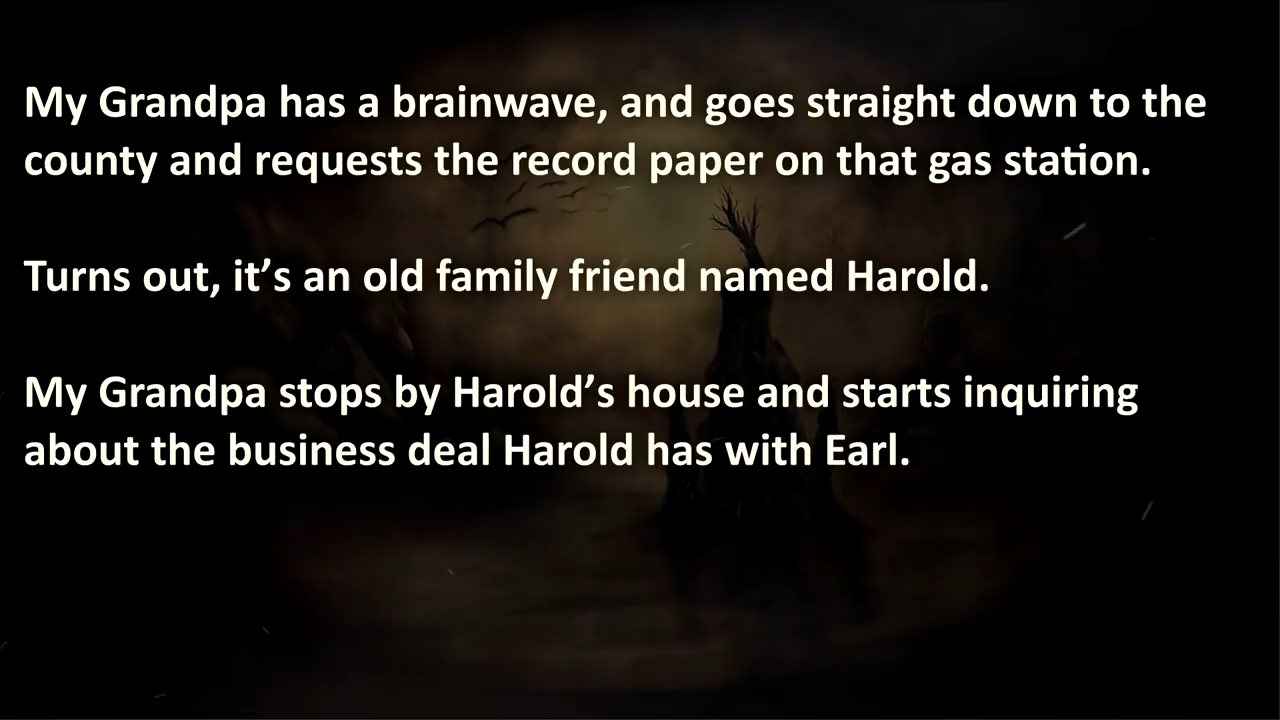 My Grandpa has a brainwave, and goes straight down to the
county and requests the record paper on that gas station.
Turns out, it’s an old family friend named Harold.
My Grandpa stops by Harold’s house and starts inquiring
about the business deal Harold has with Earl.